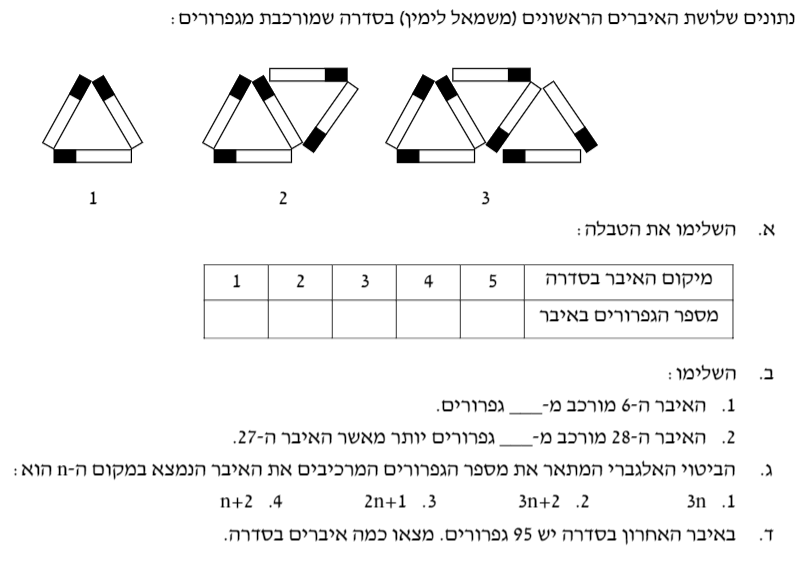 נתונים שלושת האיברים הראשונים (משמאל לימין) בסדרה שמורכבת מגפרורים:
1 2 3
א. השלימו את הטבלה:
מיקום האיבר בסדרה 5 4 3 2 1
מספר הגפרורים באיבר
ב. השלימו:
1. האיבר ה-6 מורכב מ-___ גפרורים.
2. האיבר ה-28 מורכב מ-___ גפרורים יותר מאשר האיבר ה-27.
ג. הביטוי האלגברי המתאר את מספר הגפרורים המרכיבים את האיבר הנמצא במקום ה-n הוא:
1. 3n 2. 3n+2 3. 2n+1 4. n+2
ד. באיבר האחרון בסדרה יש 95 גפרורים. מצאו כמה איברים בסדרה.